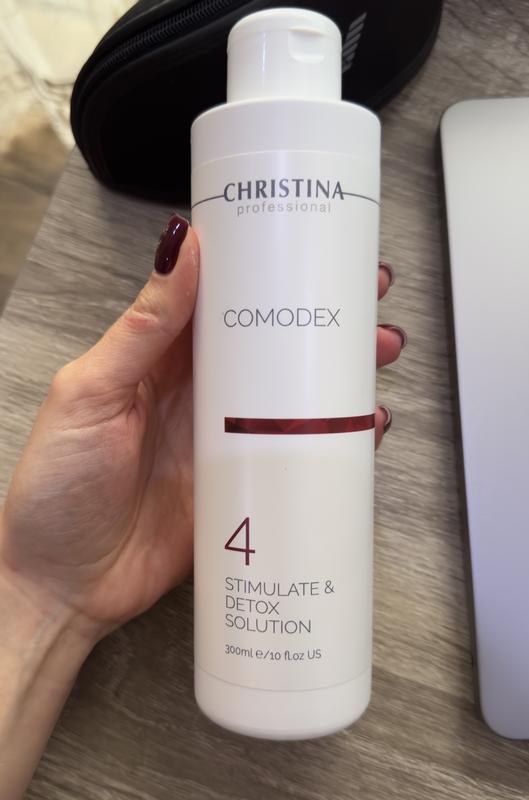 CHRISTINA
professional
COMODEX
4
STIMULATE &
DETOX
SOLUTION
300ml ℮/10 fl.oz US